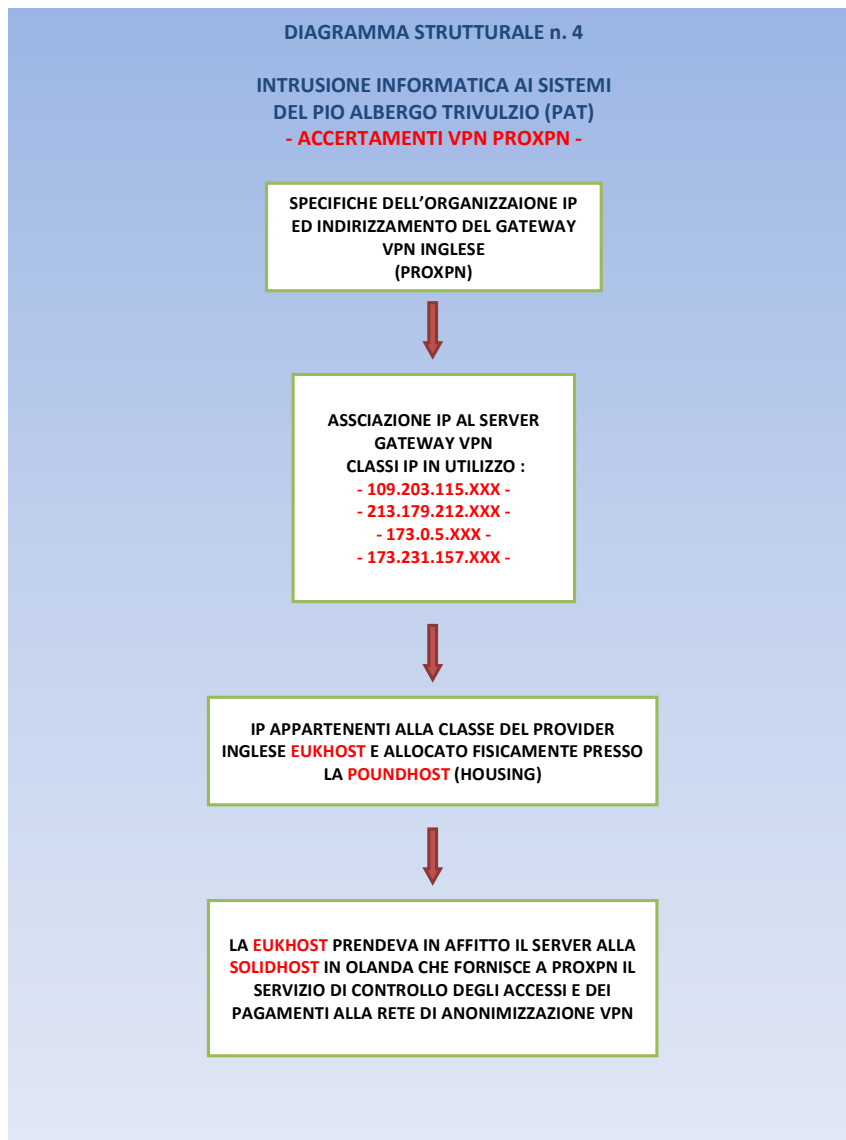 DIAGRAMMA STRUTTURALE n. 4
INTRUSIONE INFORMATICA AI SISTEMI
DEL PIO ALBERGO TRIVULZIO (PAT)
- ACCERTAMENTI VPN PROXPN -
SPECIFICHE DELL'ORGANIZZAIONE IP
ED INDIRIZZAMENTO DEL GATEWAY
VPN INGLESE
(PROXPN)
ASSCIAZIONE IP AL SERVER
GATEWAY VPN
CLASSI IP IN UTILIZZO :
- 109.203.115.XXX -
- 213.179.212.XXX -
- 173.0.5.XXX -
- 173.231.157.XXX -
IP APPARTENENTI ALLA CLASSE DEL PROVIDER
INGLESE EUKHOST E ALLOCATO FISICAMENTE PRESSO
LA POUNDHOST (HOUSING)
LA EUKHOST PRENDEVA IN AFFITTO IL SERVER ALLA
SOLIDHOST IN OLANDA CHE FORNISCE A PROXPN IL
SERVIZIO DI CONTROLLO DEGLI ACCESSI E DEI
PAGAMENTI ALLA RETE DI ANONIMIZZAZIONE VPN